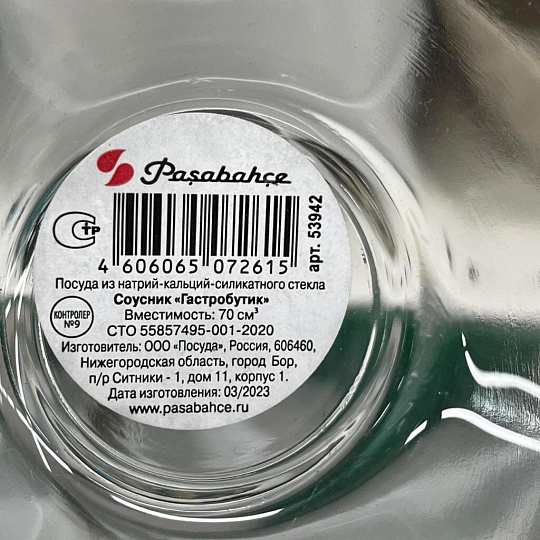 Paşabahçe
арт. 53942
СТР
4 606065 072615
Посуда из натрий-кальций-силикатного стекла
Соусник «Гастробутик»
КОНТРОЛЕР
№9
Вместимость: 70 см³
СТО 55857495-001-2020
Изготовитель: ООО «Посуда», Россия, 606460,
Нижегородская область, город Бор,
п/р Ситники - 1, дом 11, корпус 1.
Дата изготовления: 03/2023
www.pasabahce.ru